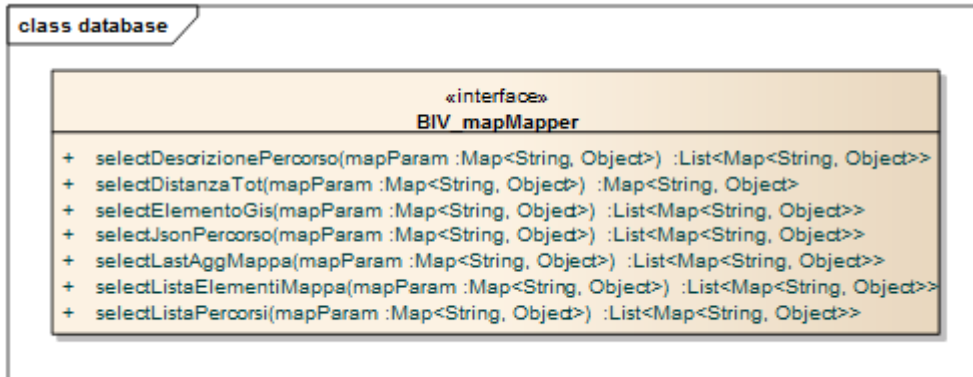 class database
«interface»
BIV_mapMapper
+ selectDescrizionePercorso(mapParam :Map<String, Object>) :List<Map<String, Object>>
+ selectDistanzaTot(mapParam :Map<String, Object>) :Map<String, Object>
+ selectElementoGis(mapParam :Map<String, Object>) :List<Map<String, Object>>
+ selectJsonPercorso(mapParam :Map<String, Object>) :List<Map<String, Object>>
+ selectLastAggMappa(mapParam :Map<String, Object>) :List<Map<String, Object>>
+ selectListaElementiMappa(mapParam :Map<String, Object>) :List<Map<String, Object>>
+ selectListaPercorsi(mapParam :Map<String, Object>) :List<Map<String, Object>>